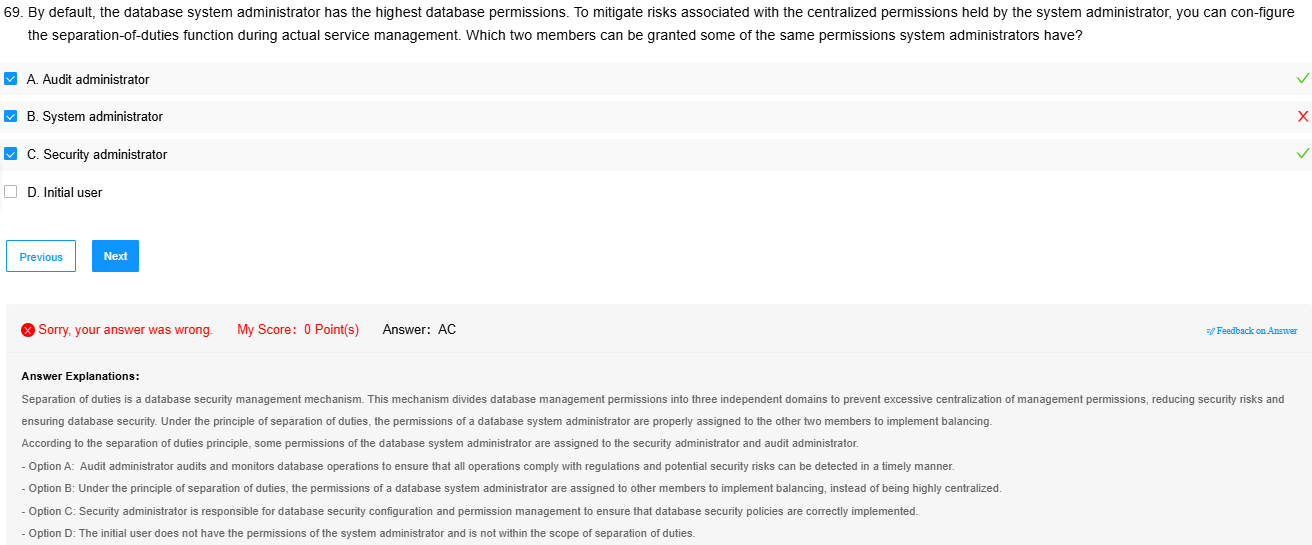 69. By default, the database system administrator has the highest database permissions. To mitigate risks associated with the centralized permissions held by the system administrator, you can con-figure
the separation-of-duties function during actual service management. Which two members can be granted some of the same permissions system administrators have?
A. Audit administrator
B. System administrator
C. Security administrator
D. Initial user
Previous Next
Sorry, your answer was wrong. My Score: 0 Point(s) Answer: AC
Feedback on Answer
Answer Explanations:
Separation of duties is a database security management mechanism. This mechanism divides database management permissions into three independent domains to prevent excessive centralization of management permissions, reducing security risks and
ensuring database security. Under the principle of separation of duties, the permissions of a database system administrator are properly assigned to the other two members to implement balancing.
According to the separation of duties principle, some permissions of the database system administrator are assigned to the security administrator and audit administrator.
- Option A: Audit administrator audits and monitors database operations to ensure that all operations comply with regulations and potential security risks can be detected in a timely manner.
- Option B: Under the principle of separation of duties, the permissions of a database system administrator are assigned to other members to implement balancing, instead of being highly centralized.
- Option C: Security administrator is responsible for database security configuration and permission management to ensure that database security policies are correctly implemented.
- Option D: The initial user does not have the permissions of the system administrator and is not within the scope of separation of duties.